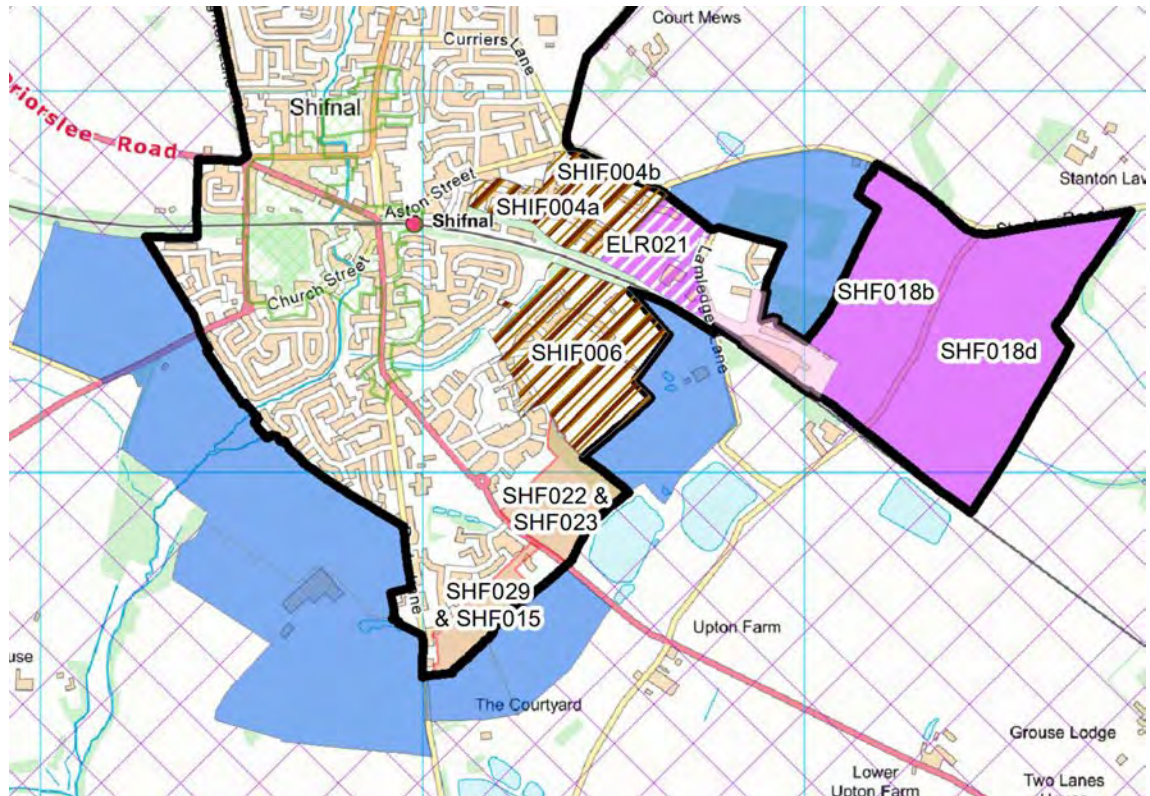 Court Mews
Curriers Lane
Shifnal
Priorslee Road
SHIF004b
Stanton Lav
Aston Street
SHIF004a
Shifnal
ELR021
Church Street
Lamledge Lane
SHF018b
SHIF006
SHF018d
SHF022 &
SHF023
SHF029
& SHF015
Lane
Upton Farm
use
The Courtyard
Grouse Lodge
Lower
Upton Farm
Two Lanes